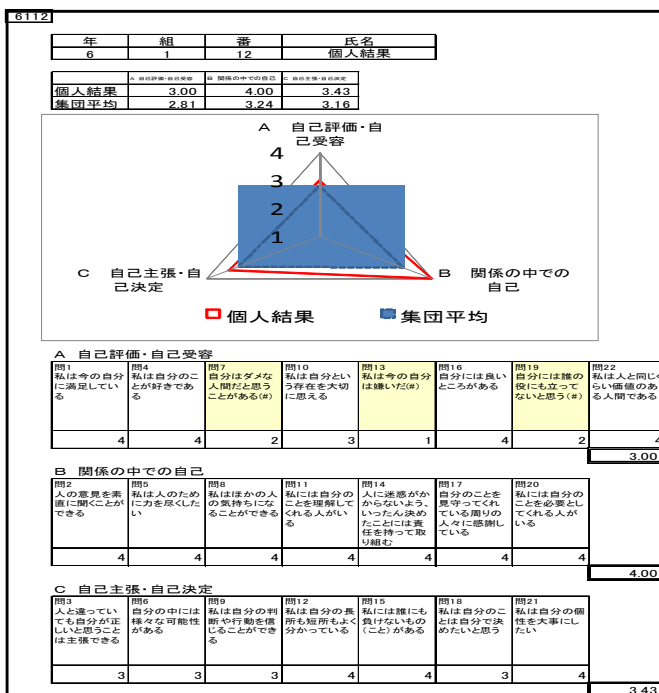 6112
年 組 番 氏名
6 1 12 個人結果
A 自己評価・自己受容 B 関係の中での自己 C 自己主張・自己決定
個人結果 3.00 4.00 3.43
集団平均 2.81 3.24 3.16
A 自己評価・自
己受容
4
3
2
1
C 自己主張・自
己決定
B 関係の中での
自己
個人結果 集団平均
A 自己評価・自己受容
問1 問4 問7 問10 問13 問16 問19 問22
私は今の自分 私は自分のこ 自分はダメな 私は自分とい 私は今の自分 自分には良い 自分には誰の 私は人と同じく
に満足してい とが好きであ 人間だと思う う存在を大切 は嫌いだ(#) ところがある 役にも立って らい価値のあ
る る ことがある(#) に思える ないと思う(#) る人間である
4 4 2 3 1 4 2 4
3.00
B 関係の中での自己
問2 問5 問8 問11 問14 問17 問20
人の意見を素 私は人のため 私はほかの人 私には自分の 人に迷惑がか 自分のことを 私には自分の
直に聞くことが に力を尽くした の気持ちにな ことを理解して からないよう、 見守ってくれ ことを必要とし
できる い ることができる くれる人がい いったん決め ている周りの てくれる人が
る たことには責 人々に感謝し いる
任を持って取 ている
り組む
4 4 4 4 4 4 4
4.00
C 自己主張・自己決定
問3 問6 問9 問12 問15 問18 問21
人と違ってい 自分の中には 私は自分の判 私は自分の長 私には誰にも 私は自分のこ 私は自分の個
ても自分が正 様々な可能性 断や行動を信 所も短所もよく 負けないもの とは自分で決 性を大事にし
しいと思うこと がある じることができ 分かっている (こと)がある めたいと思う たい
は主張できる る
3 3 3 4 4 3 4
3.43